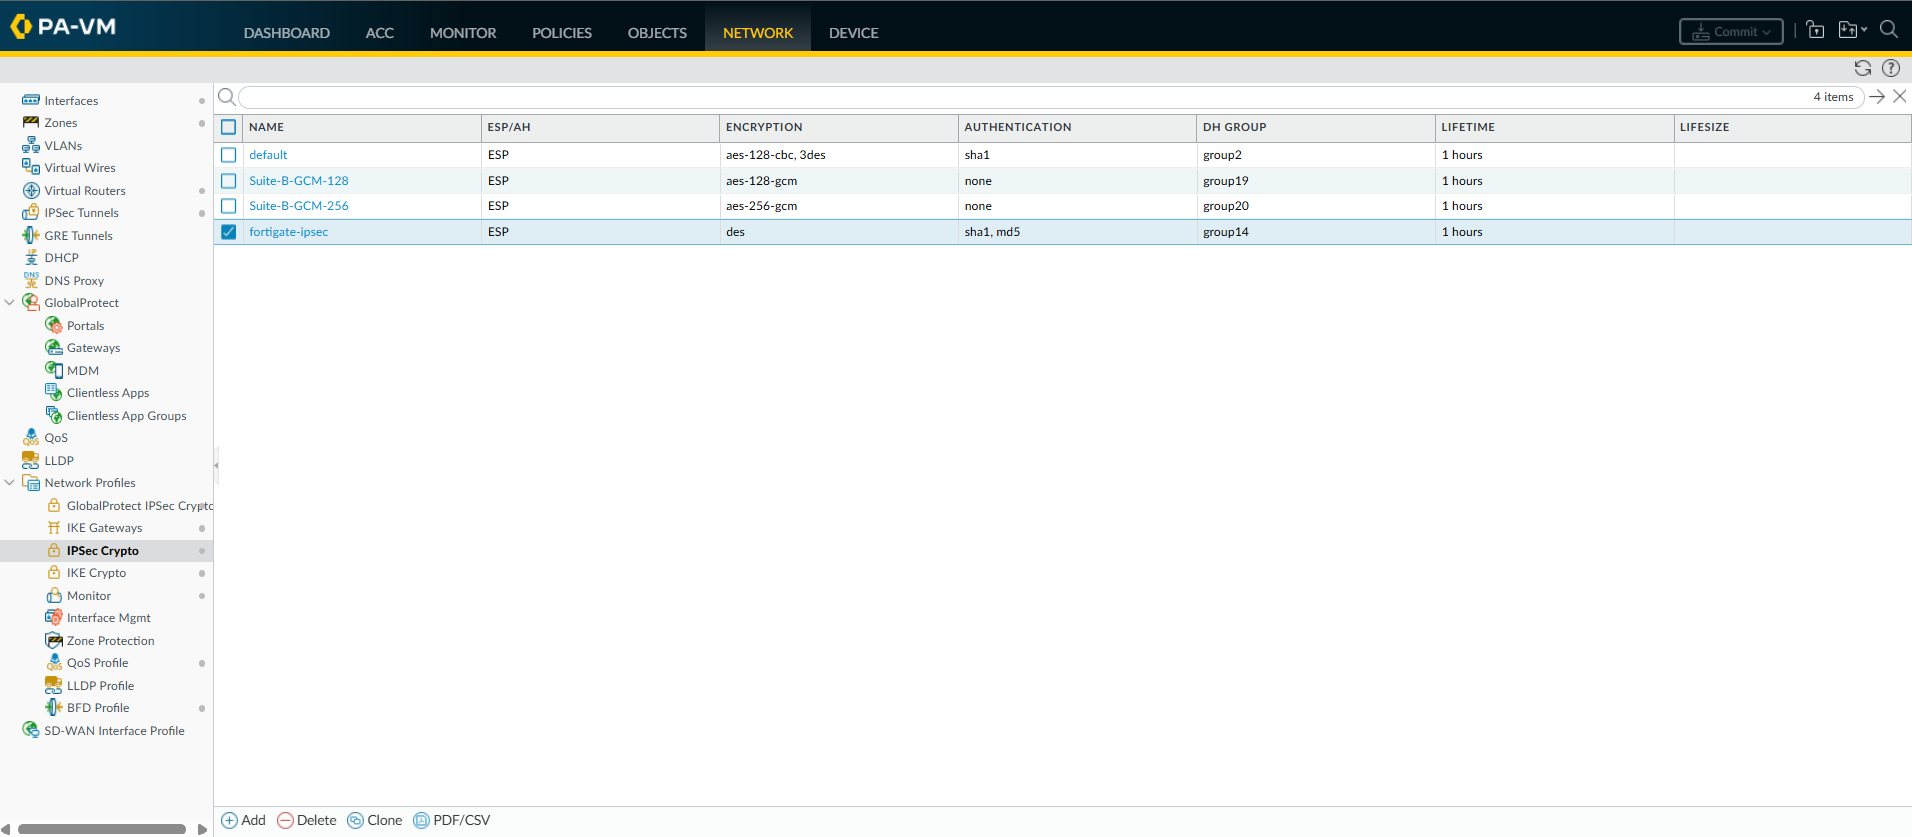 PA-VM
DASHBOARD ACC MONITOR POLICIES OBJECTS NETWORK DEVICE
Commit
4 items
Interfaces
Zones
VLANs
Virtual Wires
Virtual Routers
IPSec Tunnels
GRE Tunnels
DHCP
DNS DNS Proxy
GlobalProtect
Portals
Gateways
MDM
Clientless Apps
Clientless App Groups
QoS QoS
LLDP
Network Profiles
GlobalProtect IPSec Crypto
IKE Gateways
IPSec Crypto
IKE Crypto
Monitor
Interface Mgmt
Zone Protection
QoS QoS Profile
LLDP Profile
BFD Profile
SD-WAN Interface Profile
NAME ESP/AH ENCRYPTION AUTHENTICATION DH GROUP LIFETIME LIFESIZE
default ESP aes-128-cbc, 3des sha1 group2 1 hours
Suite-B-GCM-128 ESP aes-128-gcm none group19 1 hours
Suite-B-GCM-256 ESP aes-256-gcm none group20 1 hours
fortigate-ipsec ESP des sha1, md5 group14 1 hours
Add Delete Clone PDF/CSV